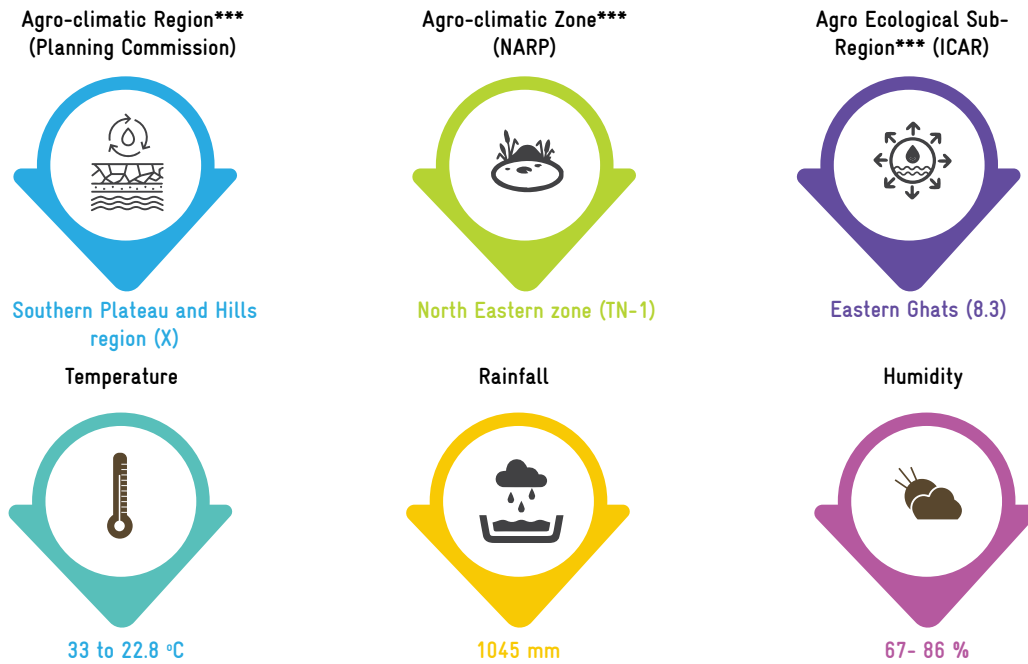 Agro-climatic Region***
(Planning Commission)
Agro-climatic Zone***
(NARP)
Agro Ecological Sub-
Region*** (ICAR)
Southern Plateau and Hills
region (X)
North Eastern zone (TN-1)
Eastern Ghats (8.3)
Temperature
Rainfall
Humidity
33 to 22.8 ºC
1045 mm
67- 86 %